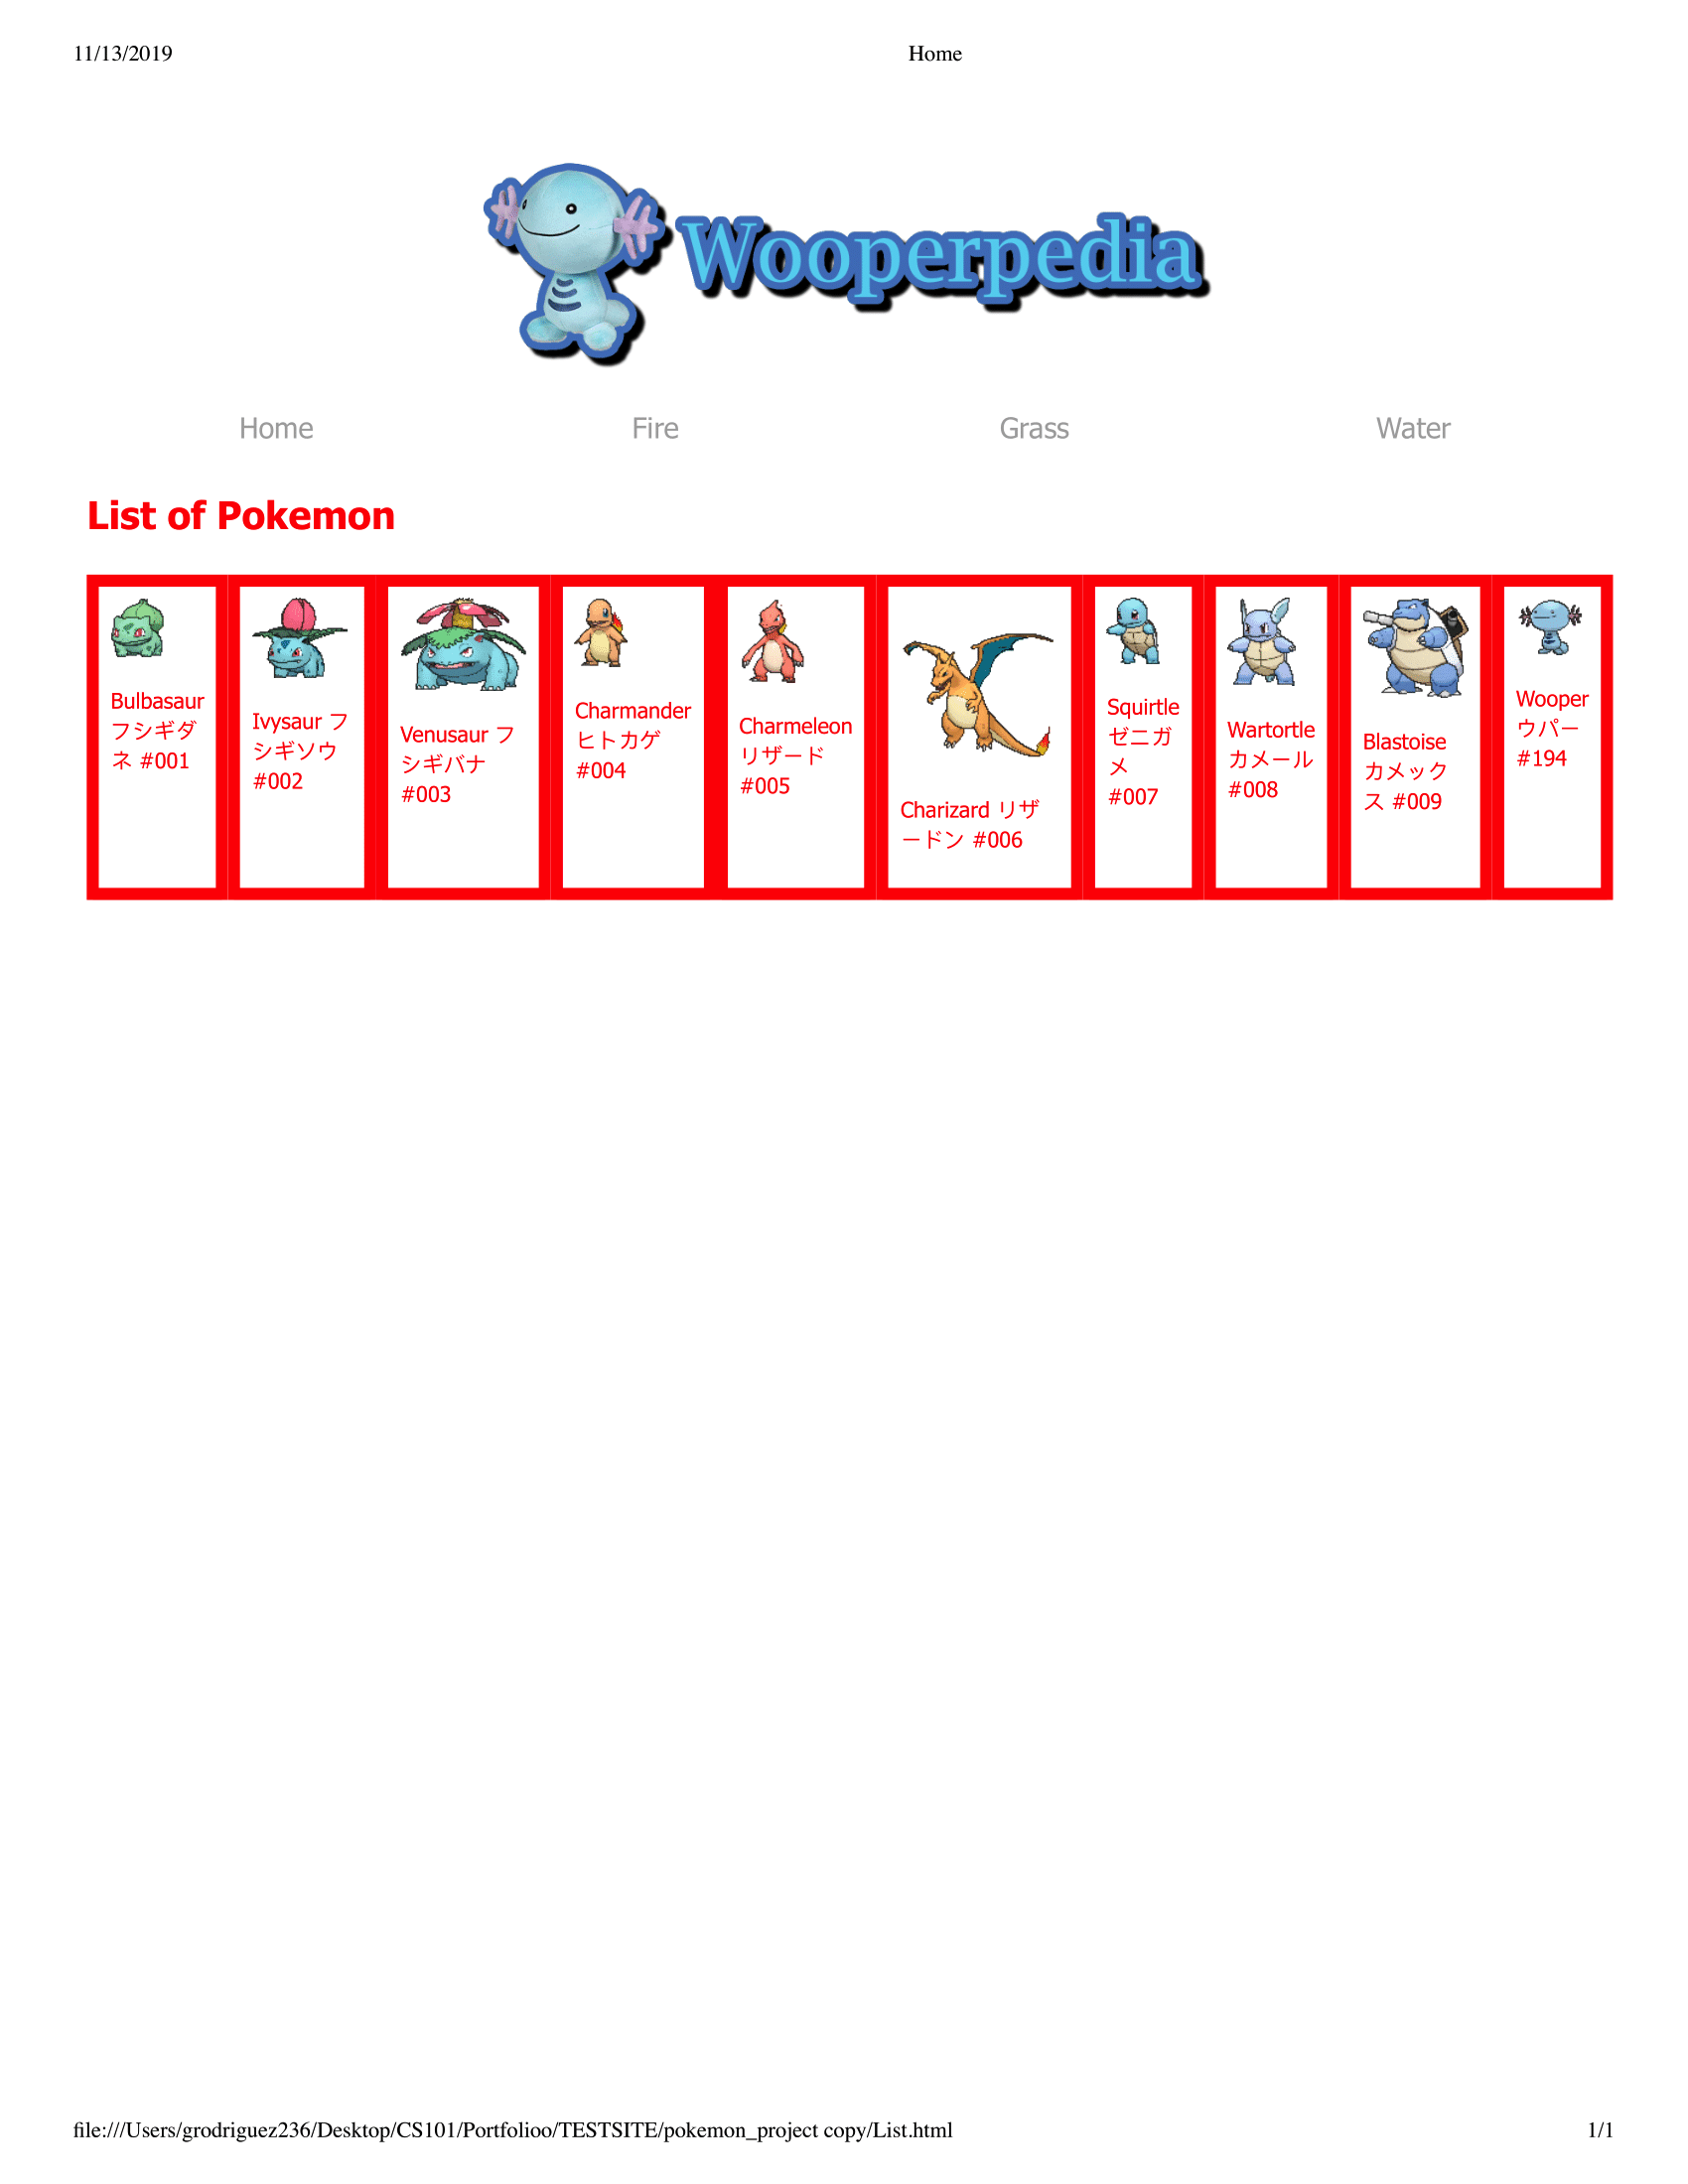 11/13/2019
Home
Wooperpedia
Home
Fire
Grass
Water
List of Pokemon
Bulbasaur
フシギダ
ネ #001
Ivysaur フ
シギソウ
#002
Venusaur フ
シギバナ
#003
Charmander
ヒトカゲ
#004
Charmeleon
リザード
#005
Charizard リザ
ードン #006
Squirtle
ゼニガ
メ
#007
Wartortle
カメール
#008
Blastoise
カメック
ス #009
Wooper
ウパー
#194
file:///Users/grodriguez236/Desktop/CS101/Portfolioo/TESTSITE/pokemon_project copy/List.html
1/1